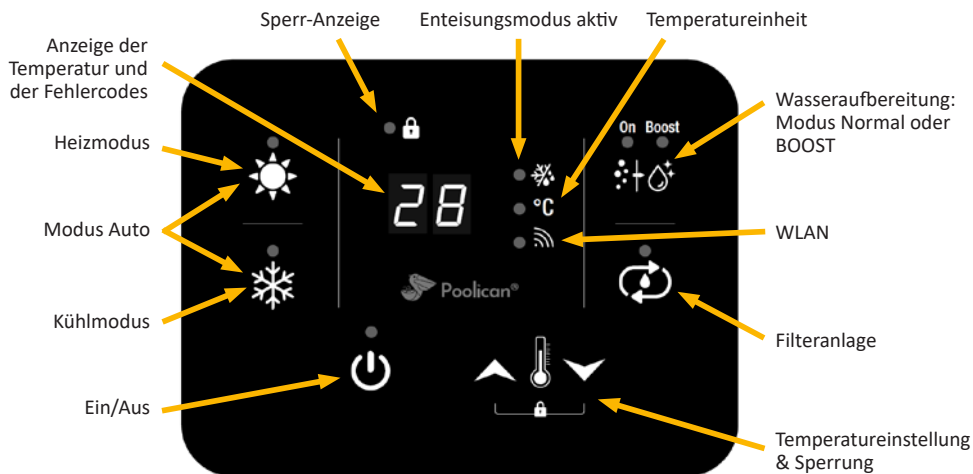 Sperr-Anzeige
Enteisungsmodus aktiv
Temperatureinheit
Anzeige der
Temperatur und
der Fehlercodes
Wasseraufbereitung:
Modus Normal oder
BOOST
Heizmodus
On Boost
28
°C
Modus Auto
WLAN
Poolican®
Kühlmodus
Filteranlage
Ein/Aus
Temperatureinstellung
& Sperrung